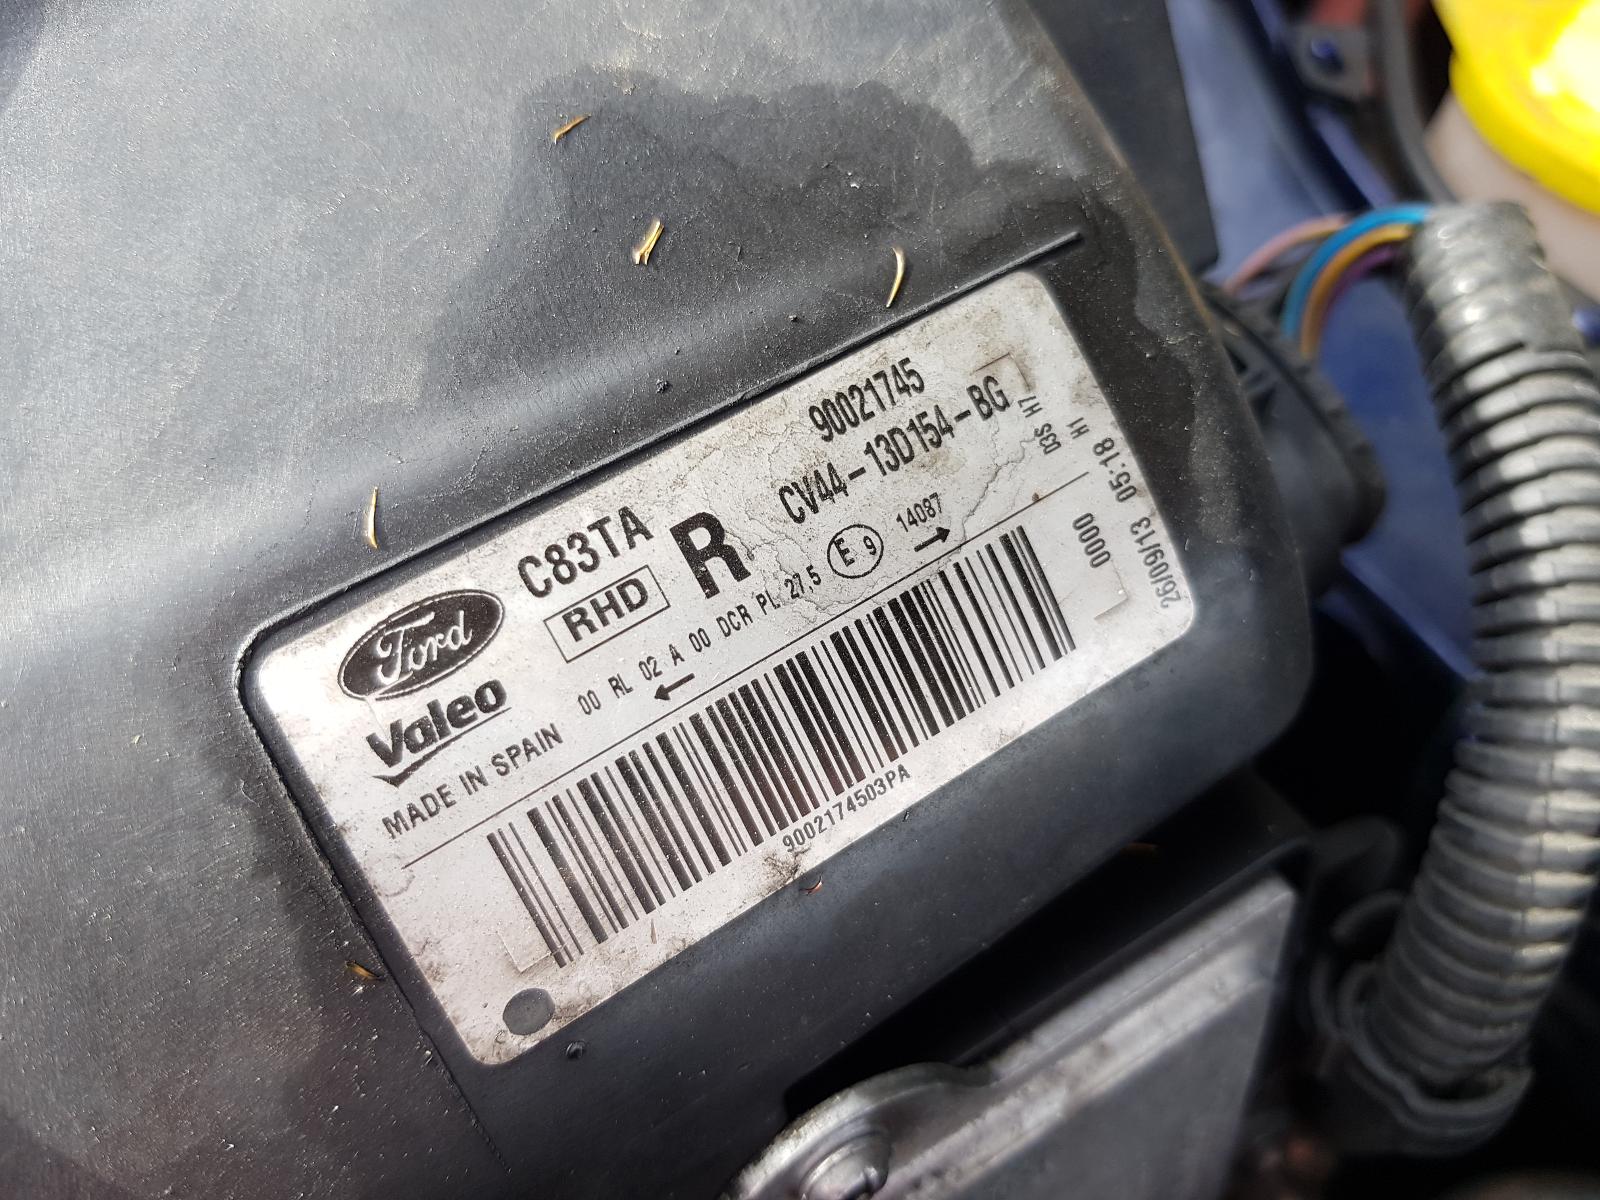 90021745
C83TA
CV44-13D154-BG
Ford
RHD
R
D3S H7
H1
Valeo
00 RL 02 A 00 DCR PL 27,5
E 9
14087
MADE IN SPAIN
0000
26/09/13 05:18
9002174503PA